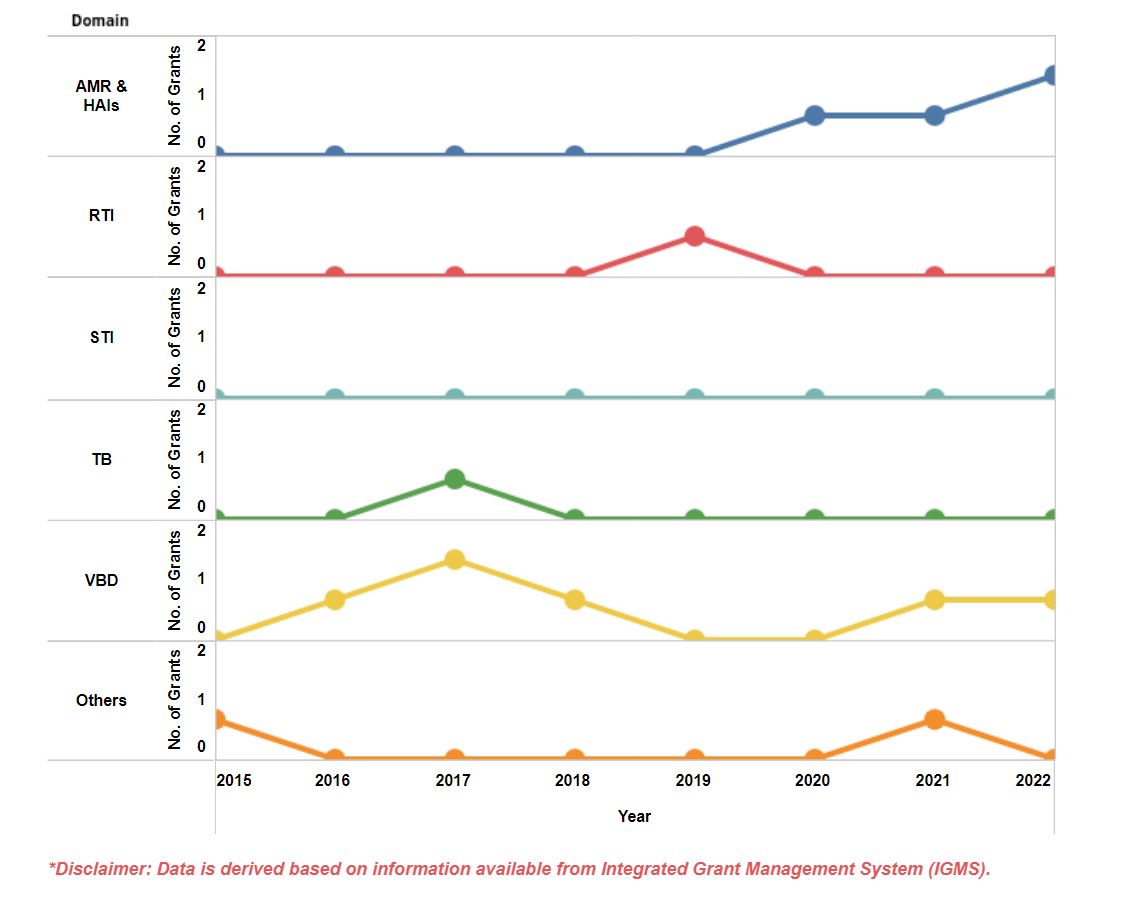 Domain
AMR &
HAIs
No. of Grants
2
1
0
RTI
No. of Grants
2
1
0
STI
No. of Grants
2
1
0
TB
No. of Grants
2
1
0
VBD
No. of Grants
2
1
0
Others
No. of Grants
2
1
0
2015 2016 2017 2018 2019 2020 2021 2022
Year
*Disclaimer: Data is derived based on information available from Integrated Grant Management System (IGMS).